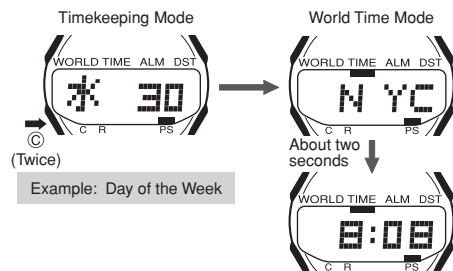 Timekeeping Mode
World Time Mode
WORLD TIME ALM DST
水 30
C R PS
WORLD TIME ALM DST
N YC
C R PS
Ⓒ
(Twice)
About two
seconds
Example: Day of the Week
WORLD TIME ALM DST
8:08
C R PS